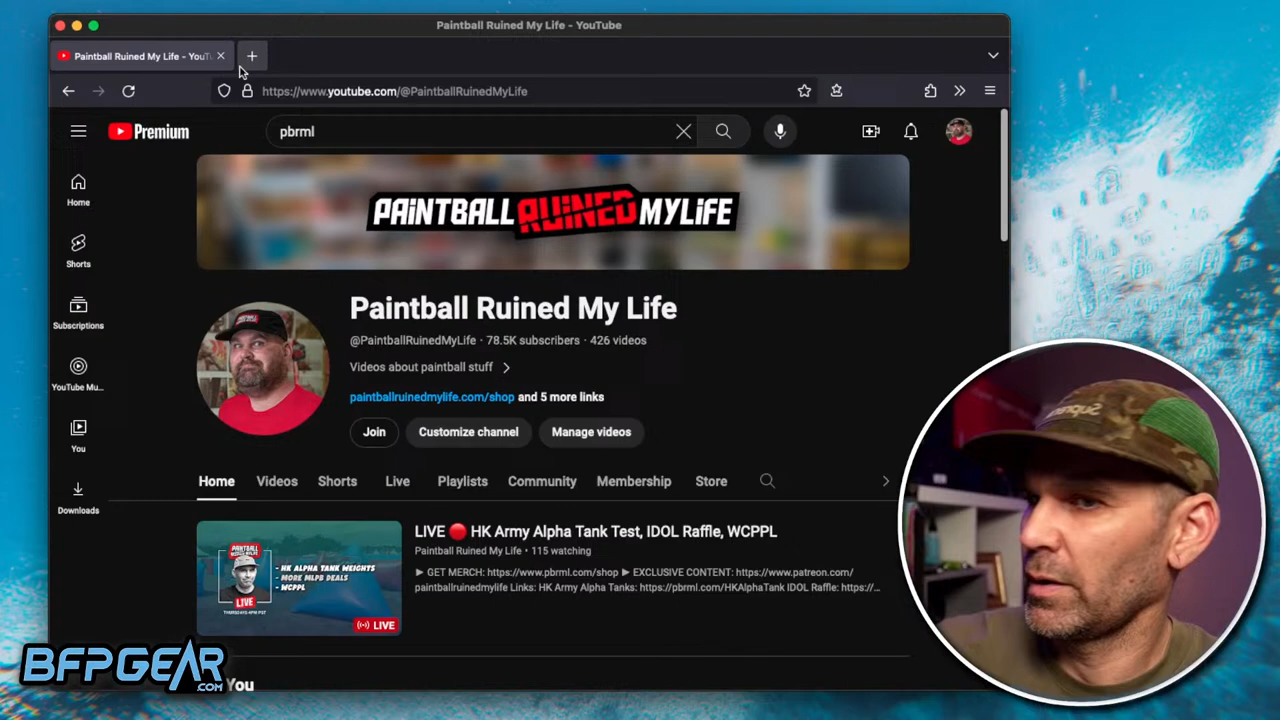 Paintball Ruined My Life - YouTube
Paintball Ruined My Life - YouTu
https://www.youtube.com/@PaintballRuinedMyLife
Premium
pbrml
PAINTBALL RUINED MY LIFE
Home
Shorts
Subscriptions
YouTube Mu...
You
Downloads
Paintball Ruined My Life
@PaintballRuinedMyLife · 78.5K subscribers · 426 videos
Videos about paintball stuff
paintballruinedmylife.com/shop and 5 more links
Join
Customize channel
Manage videos
Home Videos Shorts Live Playlists Community Membership Store
PAINTBALL
LIVE
- HK ALPHA TANK WEIGHTS
- MORE MLPB DEALS
- WCPPL
LIVE
LIVE 🔴 HK Army Alpha Tank Test, IDOL Raffle, WCPPL
Paintball Ruined My Life · 115 watching
► GET MERCH: https://www.pbrml.com/shop ► EXCLUSIVE CONTENT: https://www.patreon.com/
paintballruinedmylife Links: HK Army Alpha Tanks: https://pbrml.com/HKAlphaTank IDOL Raffle: https:/...
You
BFPGEAR
.COM